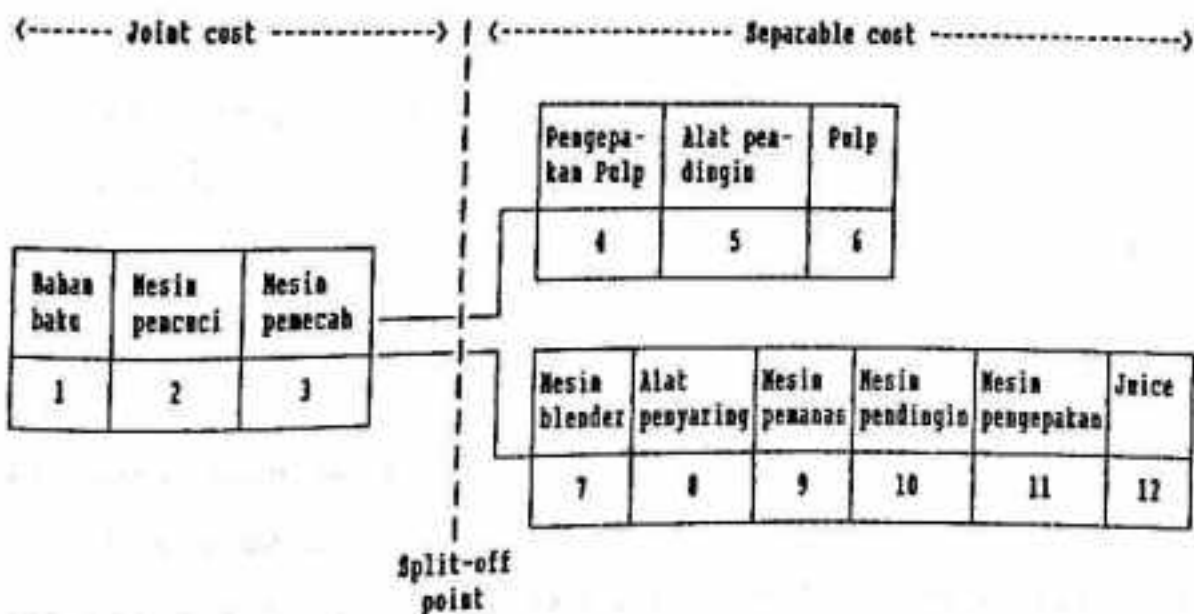 <------ Joint cost ----------->
<----------------- Separable cost --------------------->
Pengepa-
kan Pulp
Alat pen-
dingin
Pulp
4
5
6
Bahan
baku
Mesin
pencuci
Mesin
pemecah
1
2
3
Mesin
blender
Alat
penyaring
Mesin
pemanas
Mesin
pendingin
Mesin
pengepakan
Juice
7
8
9
10
11
12
Split-off
point